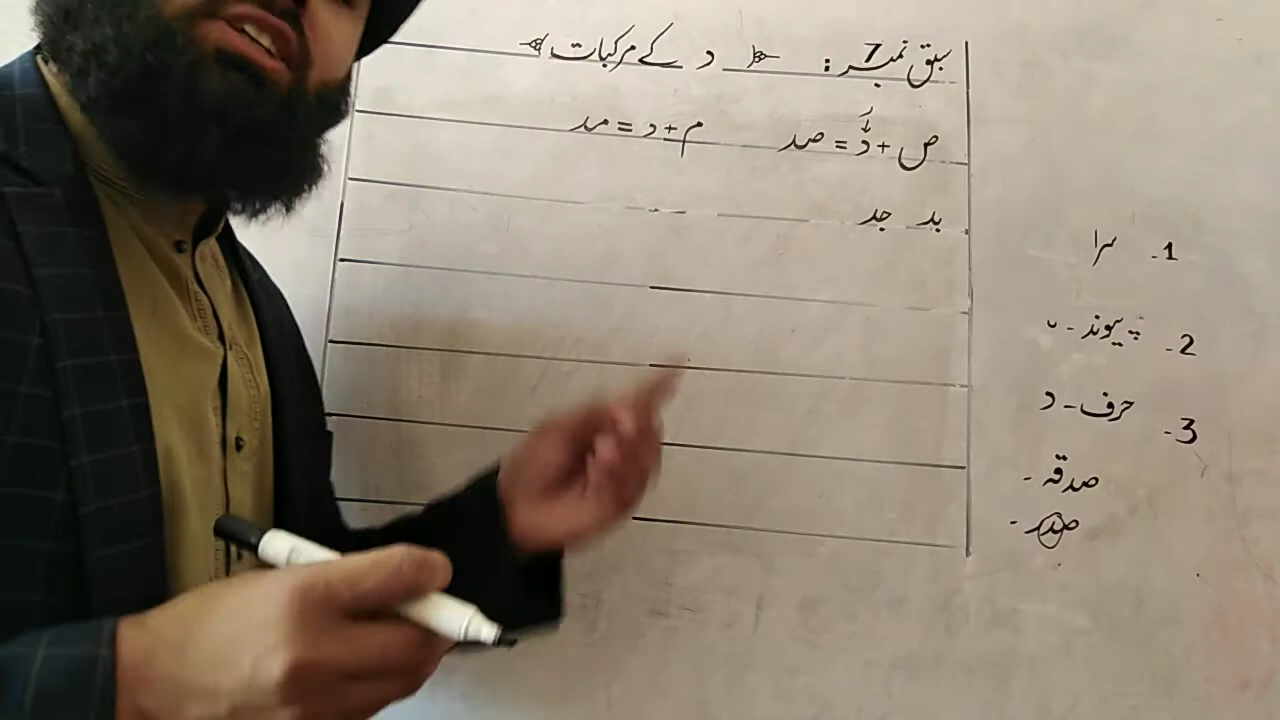 سبق نمبر 7 : د کے مرکبات
ص + د = صد م + د = مد
بد جد
1. سرا
2. پیوند -
3. حرف - د
صدقہ -
صدر -